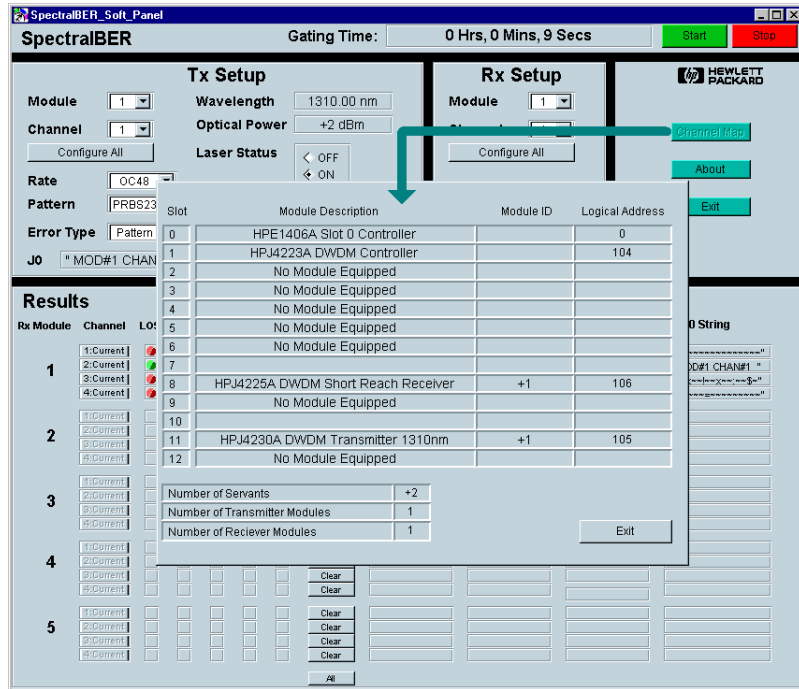 SpectralBER_Soft_Panel
SpectralBER Gating Time: 0 Hrs, 0 Mins, 9 Secs Start Stop
Tx Setup Rx Setup HEWLETT PACKARD
Module 1 Wavelength 1310.00 nm Module 1
Channel 1 Optical Power +2 dBm Channel Map
Configure All Laser Status OFF Configure All
ON About
Rate OC48
Pattern PRBS23 Exit
Error Type Pattern
J0 " MOD#1 CHAN
Slot Module Description Module ID Logical Address
0 HPE1406A Slot 0 Controller 0
1 HPJ4223A DWDM Controller 104
2 No Module Equipped
3 No Module Equipped
4 No Module Equipped
5 No Module Equipped
6 No Module Equipped
7
8 HPJ4225A DWDM Short Reach Receiver +1 106
9 No Module Equipped
10
11 HPJ4230A DWDM Transmitter 1310nm +1 105
12 No Module Equipped
Number of Servants +2
Number of Transmitter Modules 1
Number of Reciever Modules 1
Exit
Results
Rx Module Channel LOS 0 String
1 1:Current
2:Current OD#1 CHAN#1 "
3:Current
4:Current
2 1:Current
2:Current
3:Current
4:Current
3 1:Current
2:Current
3:Current
4:Current
4 1:Current
2:Current
3:Current Clear
4:Current Clear
5 1:Current Clear
2:Current Clear
3:Current Clear
4:Current Clear
All